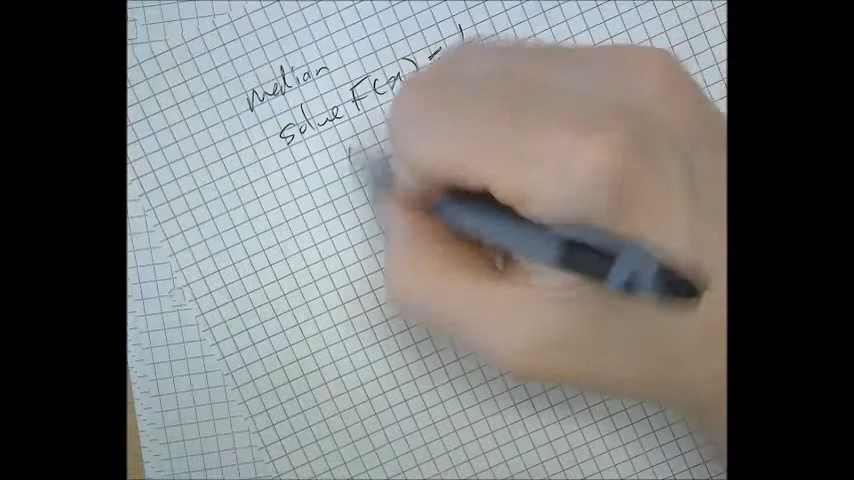 median
solve F(x) =